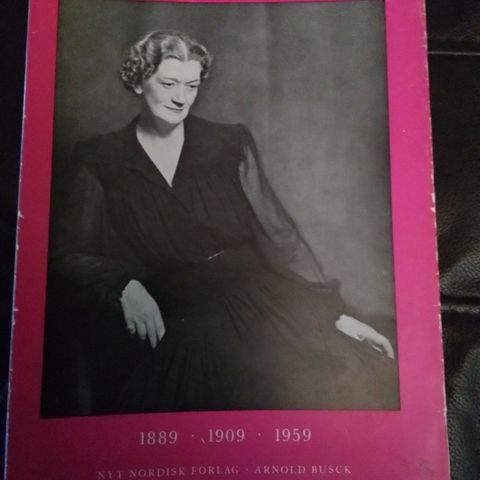 1889 · 1909 · 1959
NYT NORDISK FORLAG · ARNOLD BUSCK